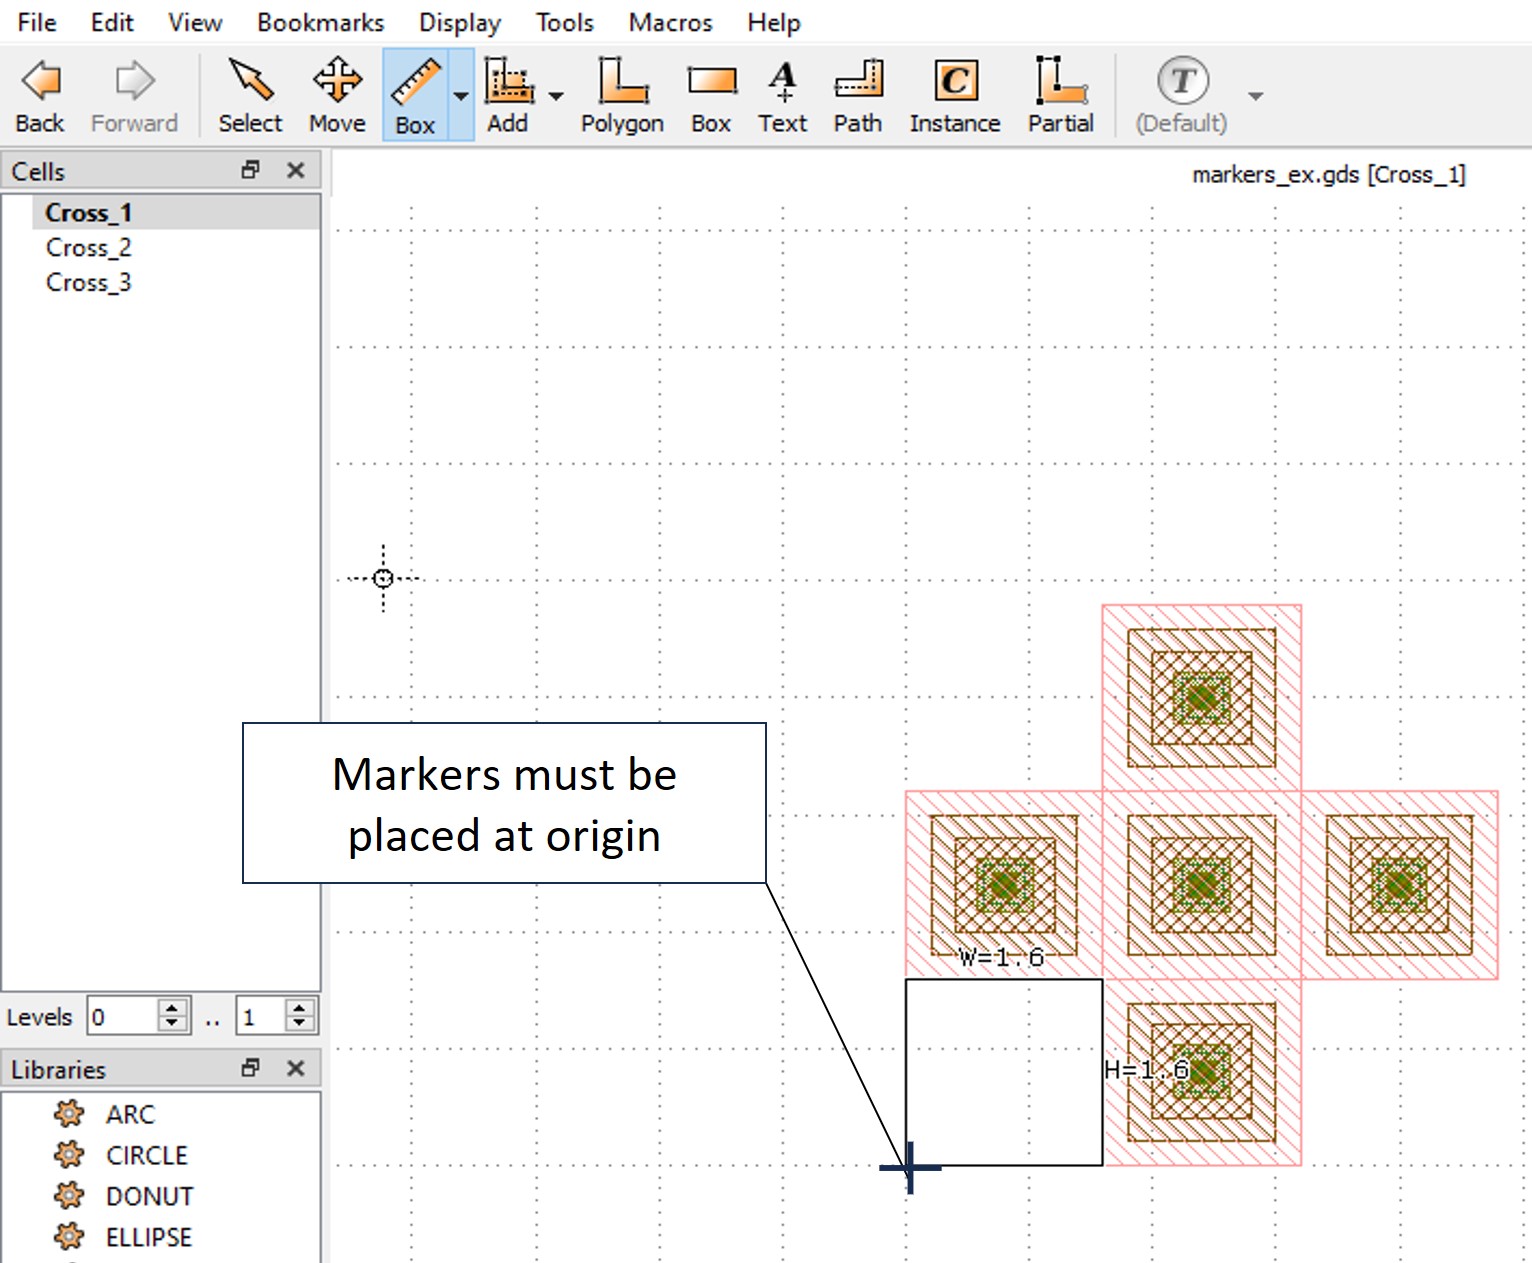 File Edit View Bookmarks Display Tools Macros Help
Back Forward Select Move Box Add Polygon Box Text Path Instance Partial (Default)
Cells
markers_ex.gds [Cross_1]
Cross_1
Cross_2
Cross_3
Markers must be
placed at origin
W=1.6
H=1.6
Levels 0 .. 1
Libraries
ARC
CIRCLE
DONUT
ELLIPSE